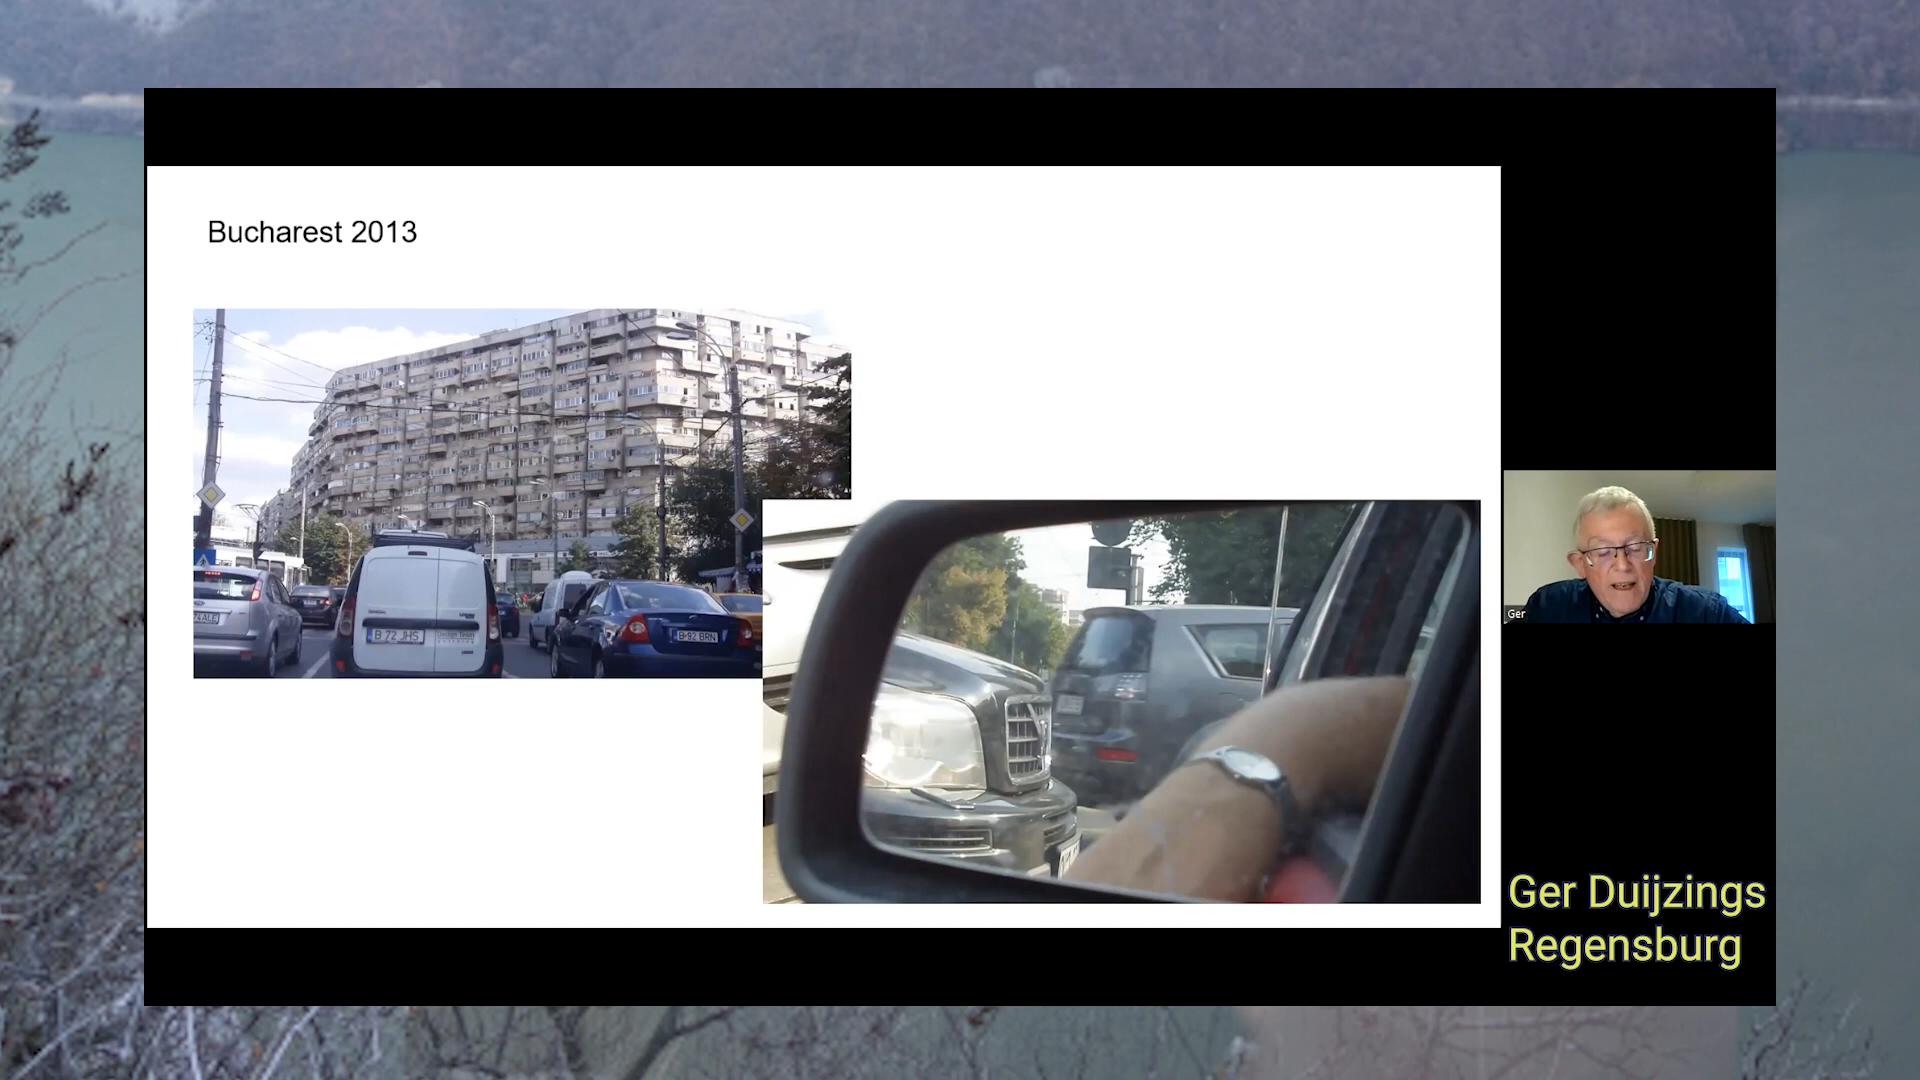 Bucharest 2013
B 72 JHS
B 92 BRN
Ger
Ger Duijzings
Regensburg